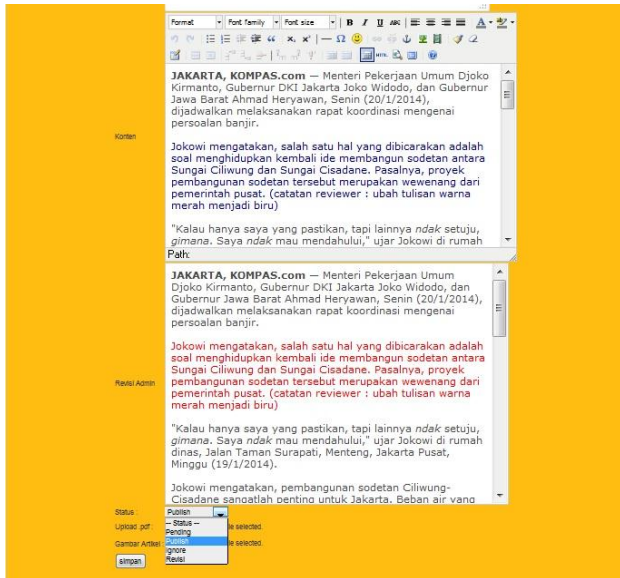 Format Font family Font size B I U ABC
HTML
JAKARTA, KOMPAS.com — Menteri Pekerjaan Umum Djoko
Kirmanto, Gubernur DKI Jakarta Joko Widodo, dan Gubernur
Jawa Barat Ahmad Heryawan, Senin (20/1/2014),
dijadwalkan melaksanakan rapat koordinasi mengenai
persoalan banjir.
Konten
Jokowi mengatakan, salah satu hal yang dibicarakan adalah
soal menghidupkan kembali ide membangun sodetan antara
Sungai Ciliwung dan Sungai Cisadane. Pasalnya, proyek
pembangunan sodetan tersebut merupakan wewenang dari
pemerintah pusat. (catatan reviewer : ubah tulisan warna
merah menjadi biru)
"Kalau hanya saya yang pastikan, tapi lainnya ndak setuju,
gimana. Saya ndak mau mendahului," ujar Jokowi di rumah
Path:
JAKARTA, KOMPAS.com — Menteri Pekerjaan Umum
Djoko Kirmanto, Gubernur DKI Jakarta Joko Widodo, dan
Gubernur Jawa Barat Ahmad Heryawan, Senin (20/1/2014),
dijadwalkan melaksanakan rapat koordinasi mengenai
persoalan banjir.
Jokowi mengatakan, salah satu hal yang dibicarakan adalah
soal menghidupkan kembali ide membangun sodetan antara
Sungai Ciliwung dan Sungai Cisadane. Pasalnya, proyek
Revisi Admin
pembangunan sodetan tersebut merupakan wewenang dari
pemerintah pusat. (catatan reviewer : ubah tulisan warna
merah menjadi biru)
"Kalau hanya saya yang pastikan, tapi lainnya ndak setuju,
gimana. Saya ndak mau mendahului," ujar Jokowi di rumah
dinas, Jalan Taman Surapati, Menteng, Jakarta Pusat,
Minggu (19/1/2014).
Jokowi mengatakan, pembangunan sodetan Ciliwung-
Cisadane sangatlah penting untuk Jakarta. Beban air yang
Status : Publish
-- Status --
Upload .pdf : le selected.
Pending
Publish
Gambar Artikel : le selected.
Ignore
Revisi
simpan